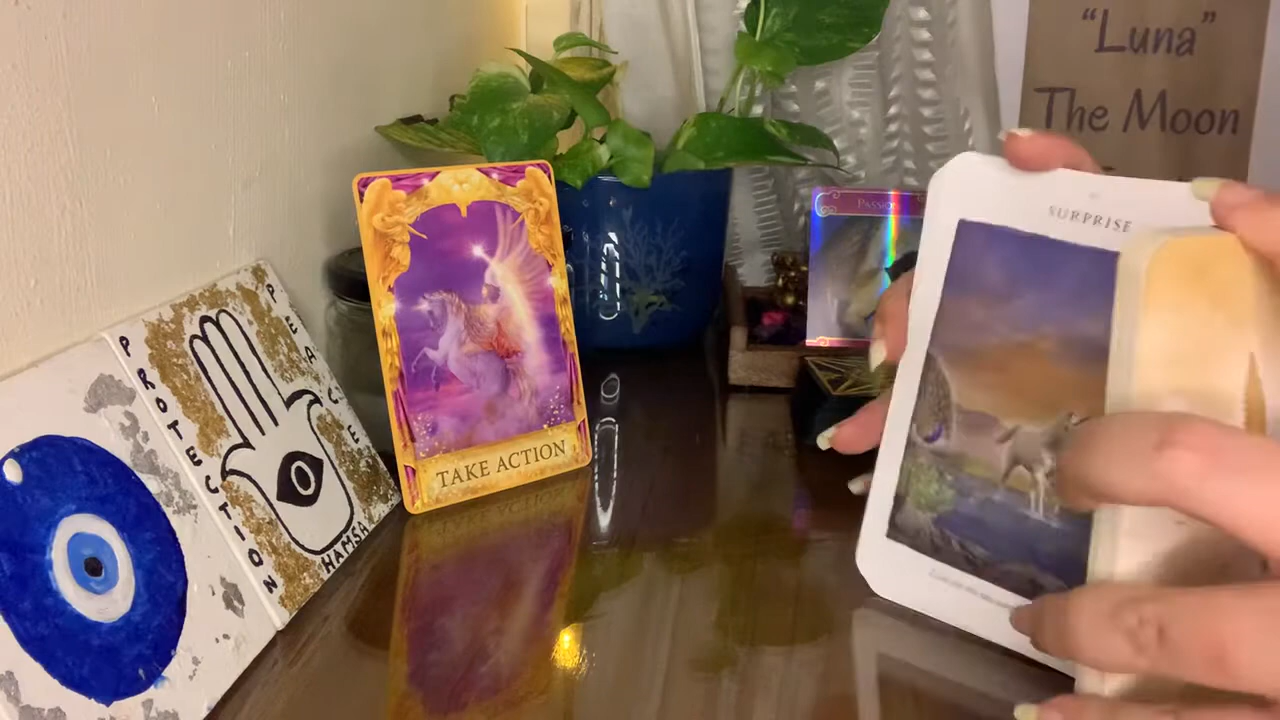 "Luna"
The Moon
SURPRISE
PASSION
TAKE ACTION
PROTECTION
PEACE
HAMSA